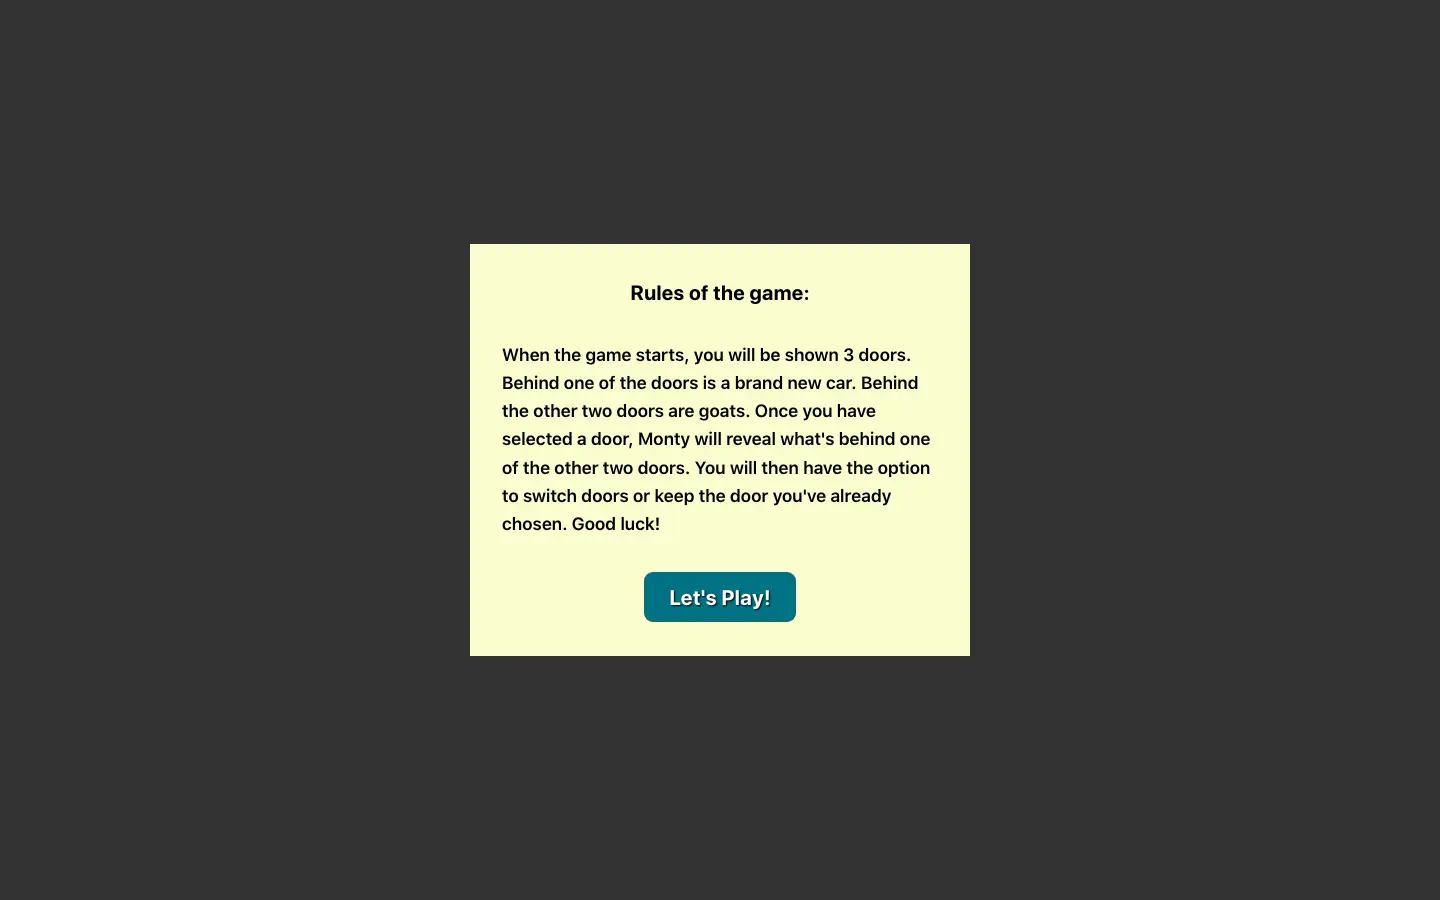 Rules of the game:
When the game starts, you will be shown 3 doors.
Behind one of the doors is a brand new car. Behind
the other two doors are goats. Once you have
selected a door, Monty will reveal what's behind one
of the other two doors. You will then have the option
to switch doors or keep the door you've already
chosen. Good luck!
Let's Play!